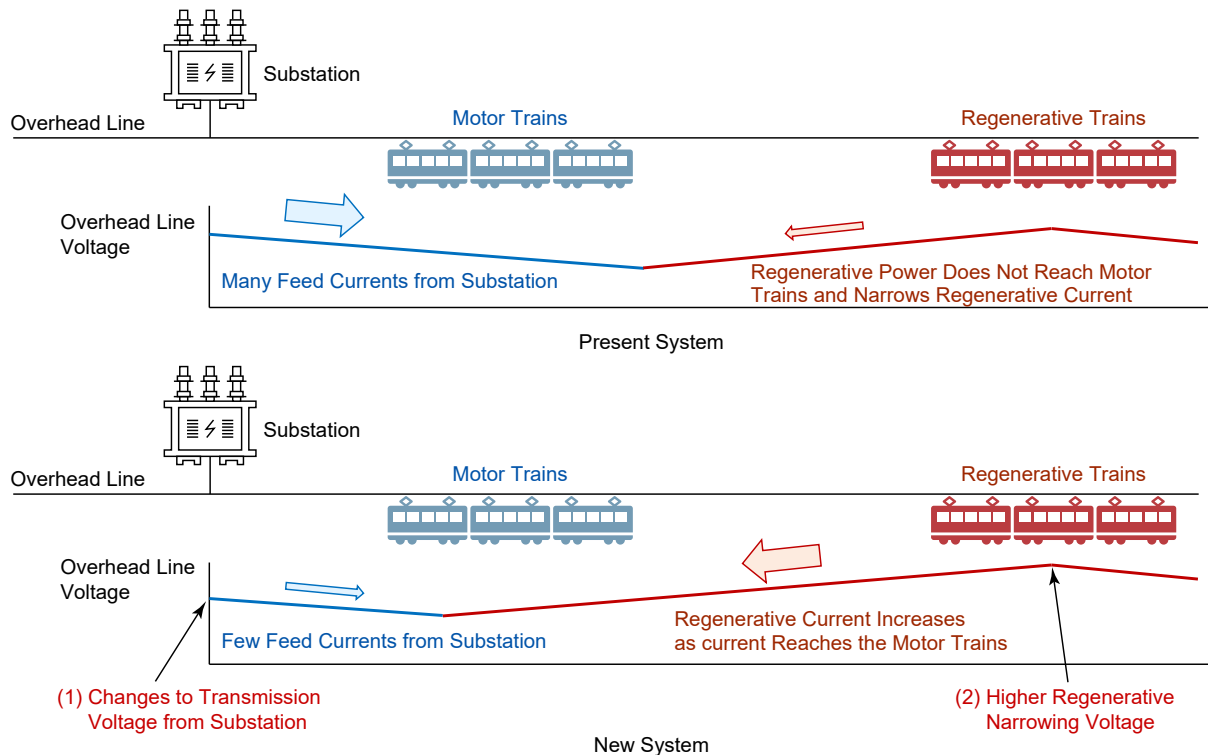 Substation
Overhead Line
Motor Trains
Regenerative Trains
Overhead Line
Voltage
Many Feed Currents from Substation
Regenerative Power Does Not Reach Motor
Trains and Narrows Regenerative Current
Present System
Substation
Overhead Line
Motor Trains
Regenerative Trains
Overhead Line
Voltage
Few Feed Currents from Substation
Regenerative Current Increases
as current Reaches the Motor Trains
(1) Changes to Transmission
Voltage from Substation
(2) Higher Regenerative
Narrowing Voltage
New System